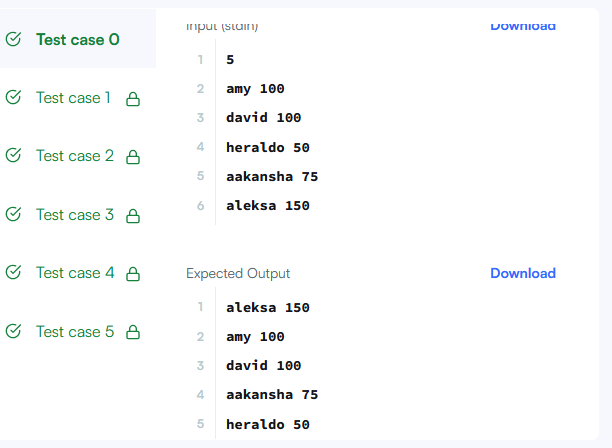 Test case 0
Test case 1
Test case 2
Test case 3
Test case 4
Test case 5
Input (stdin)
Download
1 5
2 amy 100
3 david 100
4 heraldo 50
5 aakansha 75
6 aleksa 150
Expected Output
Download
1 aleksa 150
2 amy 100
3 david 100
4 aakansha 75
5 heraldo 50